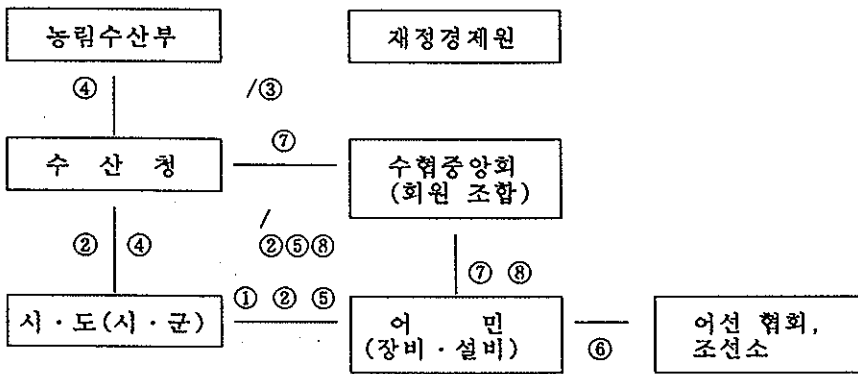 농림수산부 재정경제원
④ /③
⑦
수 산 청 수협중앙회
(회원 조합)
/
② ④ ②⑤⑧
⑦ ⑧
① ② ⑤
시·도(시·군) 어 민 어선 협회,
(장비·설비) 조선소
⑥